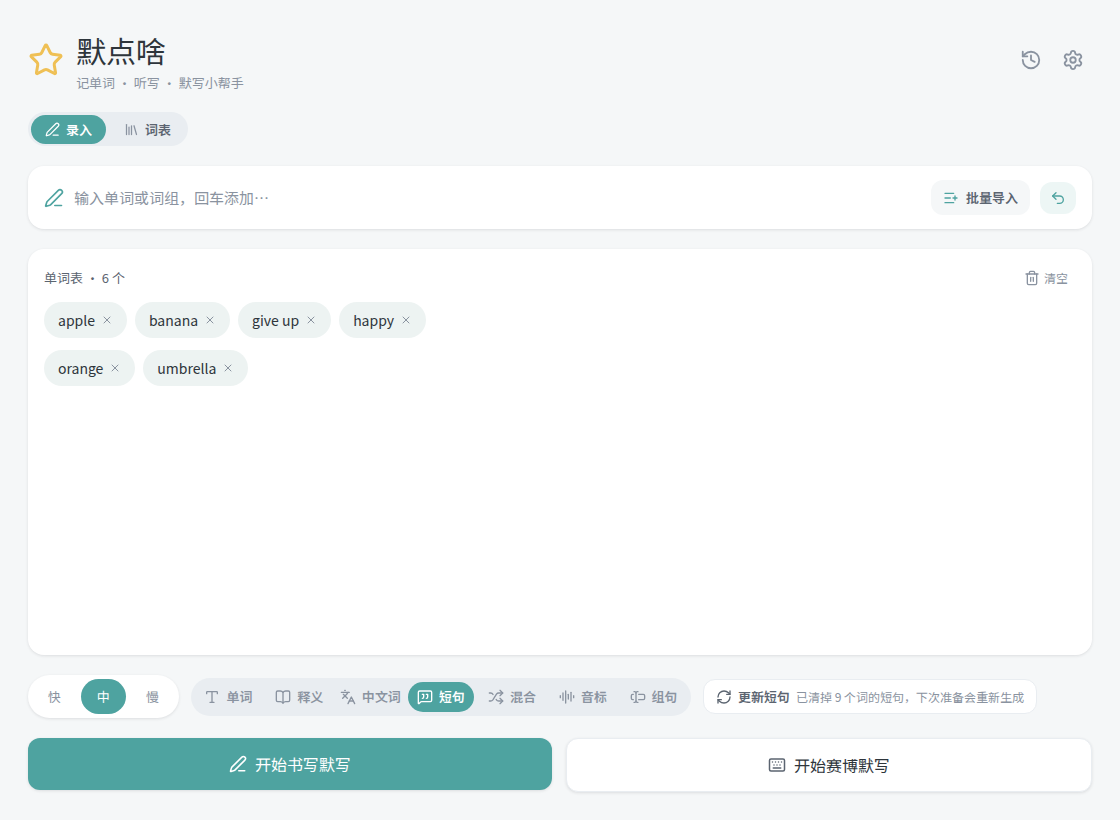 默点啥
记单词 • 听写 • 默写小帮手
录入 词表
输入单词或词组，回车添加… 批量导入
单词表 • 6 个 清空
apple × banana × give up × happy ×
orange × umbrella ×
快 中 慢 单词 释义 中文词 短句 混合 音标 组句 更新短句 已清掉 9 个词的短句，下次准备会重新生成
开始书写默写 开始赛博默写